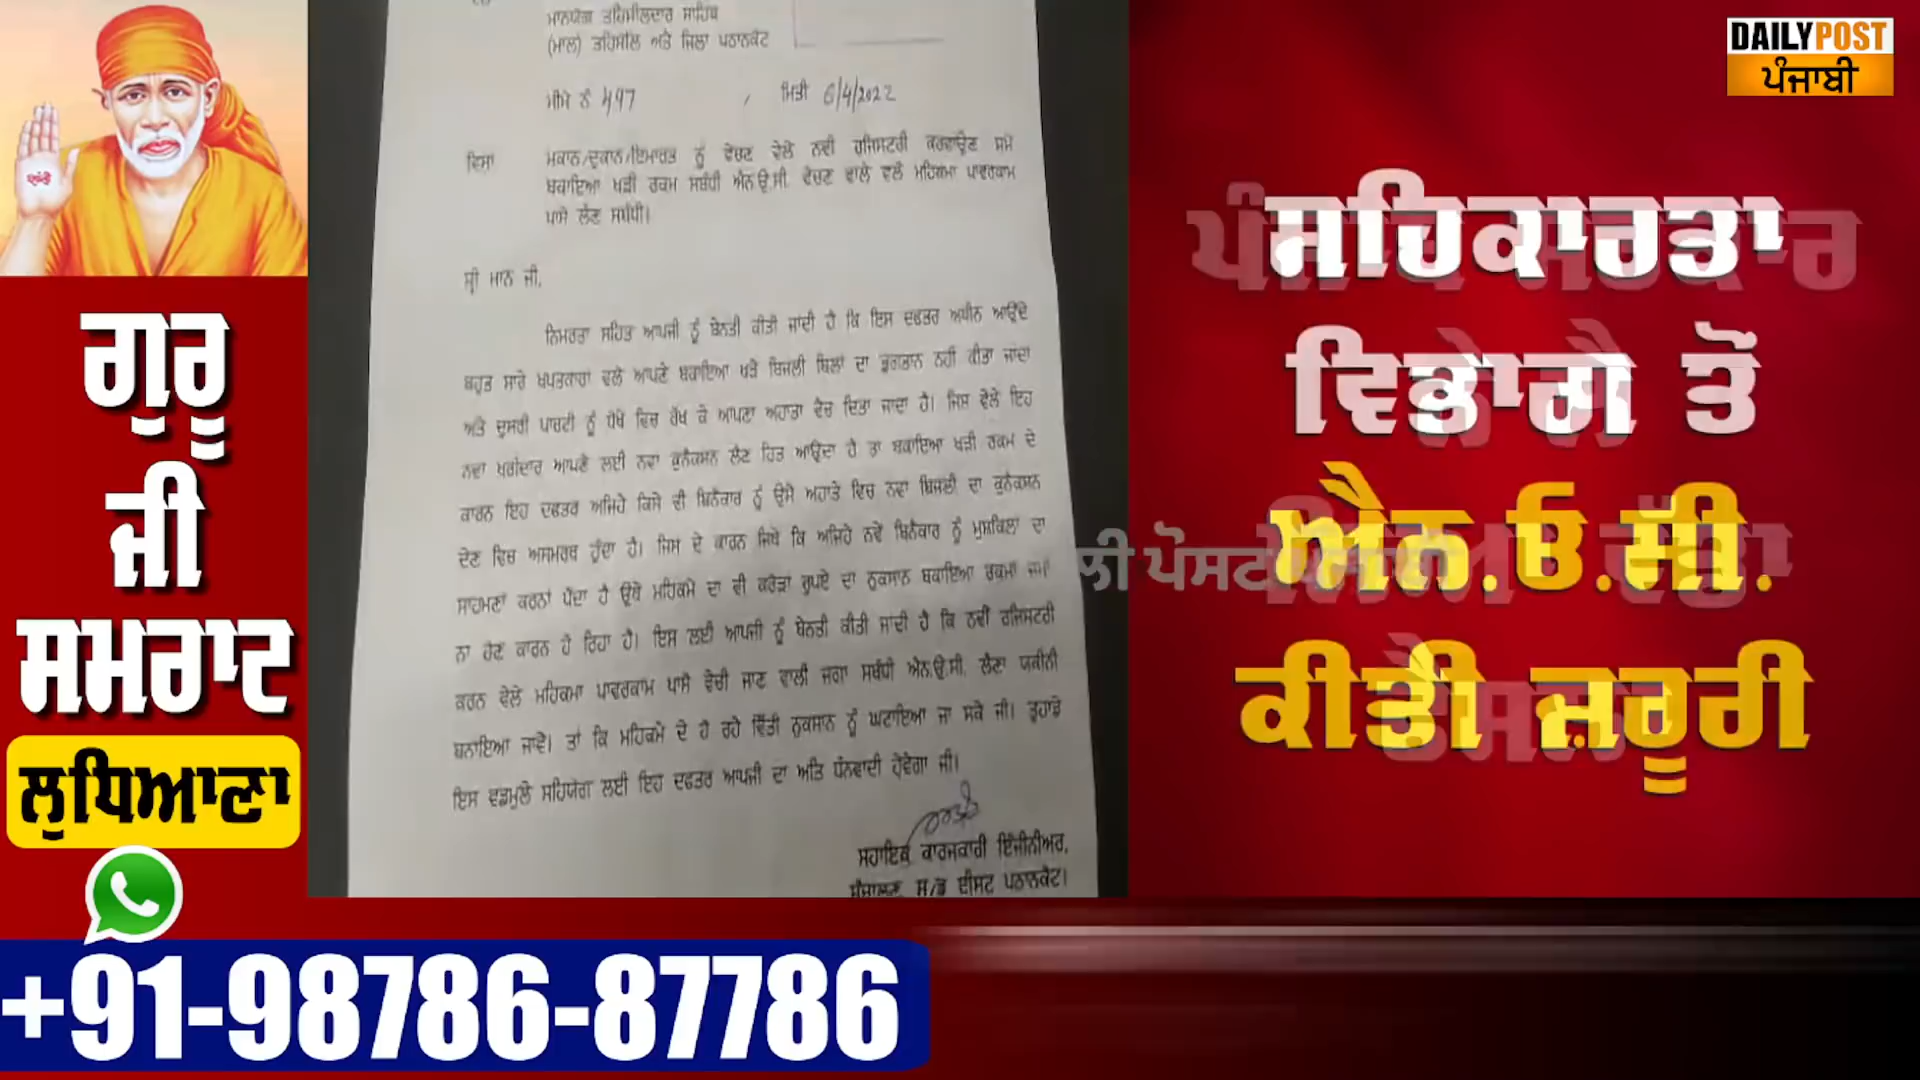 DAILYPOST
ਪੰਜਾਬੀ
ਗੁਰੂ
ਜੀ
ਸਮਰਾਟ
ਲੁਧਿਆਣਾ
+91-98786-87786
ਮਾਨਯੋਗ ਤਹਿਸੀਲਦਾਰ ਸਾਹਿਬ
(ਮਾਲ) ਤਹਿਸੀਲ ਅਤੇ ਜਿਲਾ ਪਠਾਨਕੋਟ
ਮੀਮੋ ਨੰ 497 ਮਿਤੀ 6/4/2022
ਵਿਸ਼ਾ ਮਕਾਨ/ਦੁਕਾਨ/ਇਮਾਰਤ ਨੂੰ ਵੇਚਣ ਵੇਲੇ ਨਵੀਂ ਰਜਿਸਟਰੀ ਕਰਵਾਉਣ ਸਮੇਂ
ਬਕਾਇਆ ਖੜੀ ਰਕਮ ਸਬੰਧੀ ਐਨ.ਉ.ਸੀ. ਵੇਚਣ ਵਾਲੇ ਵਲੋਂ ਮਹਿਕਮਾ ਪਾਵਰਕਾਮ
ਪਾਸੋਂ ਲੈਣ ਸਬੰਧੀ।
ਸ੍ਰੀ ਮਾਨ ਜੀ,
ਨਿਮਰਤਾ ਸਹਿਤ ਆਪਜੀ ਨੂੰ ਬੇਨਤੀ ਕੀਤੀ ਜਾਂਦੀ ਹੈ ਕਿ ਇਸ ਦਫਤਰ ਅਧੀਨ ਆਉਂਦੇ
ਬਹੁਤ ਸਾਰੇ ਖਪਤਕਾਰਾਂ ਵਲੋਂ ਆਪਣੇ ਬਕਾਇਆ ਖੜੇ ਬਿਜਲੀ ਬਿਲਾਂ ਦਾ ਭੁਗਤਾਨ ਨਹੀਂ ਕੀਤਾ ਜਾਂਦਾ
ਅਤੇ ਦੂਸਰੀ ਪਾਰਟੀ ਨੂੰ ਧੋਖੇ ਵਿਚ ਰੱਖ ਕੇ ਆਪਣਾ ਅਹਾਤਾ ਵੇਚ ਦਿਤਾ ਜਾਂਦਾ ਹੈ। ਜਿਸ ਵੇਲੇ ਇਹ
ਨਵਾਂ ਖਰੀਦਾਰ ਆਪਣੇ ਲਈ ਨਵਾਂ ਕੁਨੈਕਸ਼ਨ ਲੈਣ ਹਿਤ ਆਉਂਦਾ ਹੈ ਤਾਂ ਬਕਾਇਆ ਖੜੀ ਰਕਮ ਦੇ
ਕਾਰਨ ਇਹ ਦਫਤਰ ਅਜਿਹੇ ਕਿਸੇ ਵੀ ਬਿਨੈਕਾਰ ਨੂੰ ਉਸੇ ਅਹਾਤੇ ਵਿਚ ਨਵਾਂ ਬਿਜਲੀ ਦਾ ਕੁਨੈਕਸ਼ਨ
ਦੇਣ ਵਿਚ ਅਸਮਰਥ ਹੁੰਦਾ ਹੈ। ਜਿਸ ਦੇ ਕਾਰਨ ਜਿਥੇ ਕਿ ਅਜਿਹੇ ਨਵੇਂ ਬਿਨੈਕਾਰ ਨੂੰ ਮੁਸ਼ਕਿਲਾਂ ਦਾ
ਸਾਹਮਣਾਂ ਕਰਨਾਂ ਪੈਂਦਾ ਹੈ ਉਥੇ ਮਹਿਕਮੇ ਦਾ ਵੀ ਕਰੋੜਾਂ ਰੁਪਏ ਦਾ ਨੁਕਸਾਨ ਬਕਾਇਆ ਰਕਮਾਂ ਜਮਾਂ
ਨਾ ਹੋਣ ਕਾਰਨ ਹੋ ਰਿਹਾ ਹੈ। ਇਸ ਲਈ ਆਪਜੀ ਨੂੰ ਬੇਨਤੀ ਕੀਤੀ ਜਾਂਦੀ ਹੈ ਕਿ ਨਵੀਂ ਰਜਿਸਟਰੀ
ਕਰਨ ਵੇਲੇ ਮਹਿਕਮਾ ਪਾਵਰਕਾਮ ਪਾਸੋਂ ਵੇਚੀ ਜਾਣ ਵਾਲੀ ਜਗਾ ਸਬੰਧੀ ਐਨ.ਉ.ਸੀ. ਲੈਣਾ ਯਕੀਨੀ
ਬਨਾਇਆ ਜਾਵੇ। ਤਾਂ ਕਿ ਮਹਿਕਮੇ ਦੇ ਹੋ ਰਹੇ ਵਿੱਤੀ ਨੁਕਸਾਨ ਨੂੰ ਘਟਾਇਆ ਜਾ ਸਕੇ ਜੀ। ਤੁਹਾਡੇ
ਇਸ ਵਡਮੁਲੇ ਸਹਿਯੋਗ ਲਈ ਇਹ ਦਫਤਰ ਆਪਜੀ ਦਾ ਅਤਿ ਧੰਨਵਾਦੀ ਹੋਵੇਗਾ ਜੀ।
ਸਹਾਇਕ ਕਾਰਜਕਾਰੀ ਇੰਜੀਨੀਅਰ,
ਸੰਚਾਲਣ ਸ/ਡ ਈਸਟ ਪਠਾਨਕੋਟ।
ਸਹਿਕਾਰਤਾ
ਵਿਭਾਗ ਤੋਂ
ਐਨ.ਓ.ਸੀ.
ਕੀਤੀ ਜ਼ਰੂਰੀ